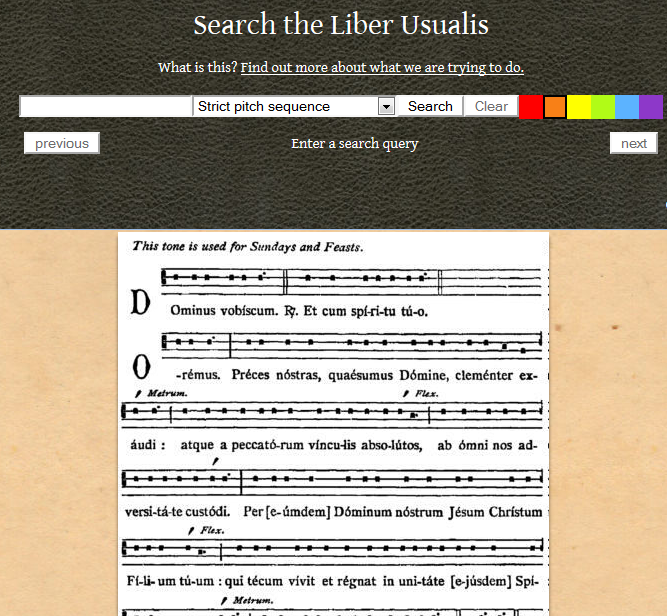 Search the Liber Usualis
What is this? Find out more about what we are trying to do.
Strict pitch sequence Search Clear
previous Enter a search query next
This tone is used for Sundays and Feasts.
Dominus vobíscum. ℟. Et cum spí-ri-tu tú-o.
O-rémus. Préces nóstras, quaésumus Dómine, cleménter ex-
Metrum. Flex.
áudi : atque a peccató-rum víncu-lis abso-lútos, ab ómni nos ad-
versi-tá-te custódi. Per [e-úmdem] Dóminum nóstrum Jésum Chrístum
Flex.
Fí-li- um tú-um : qui técum vívit et régnat in uni-táte [e-júsdem] Spí-
Metrum.